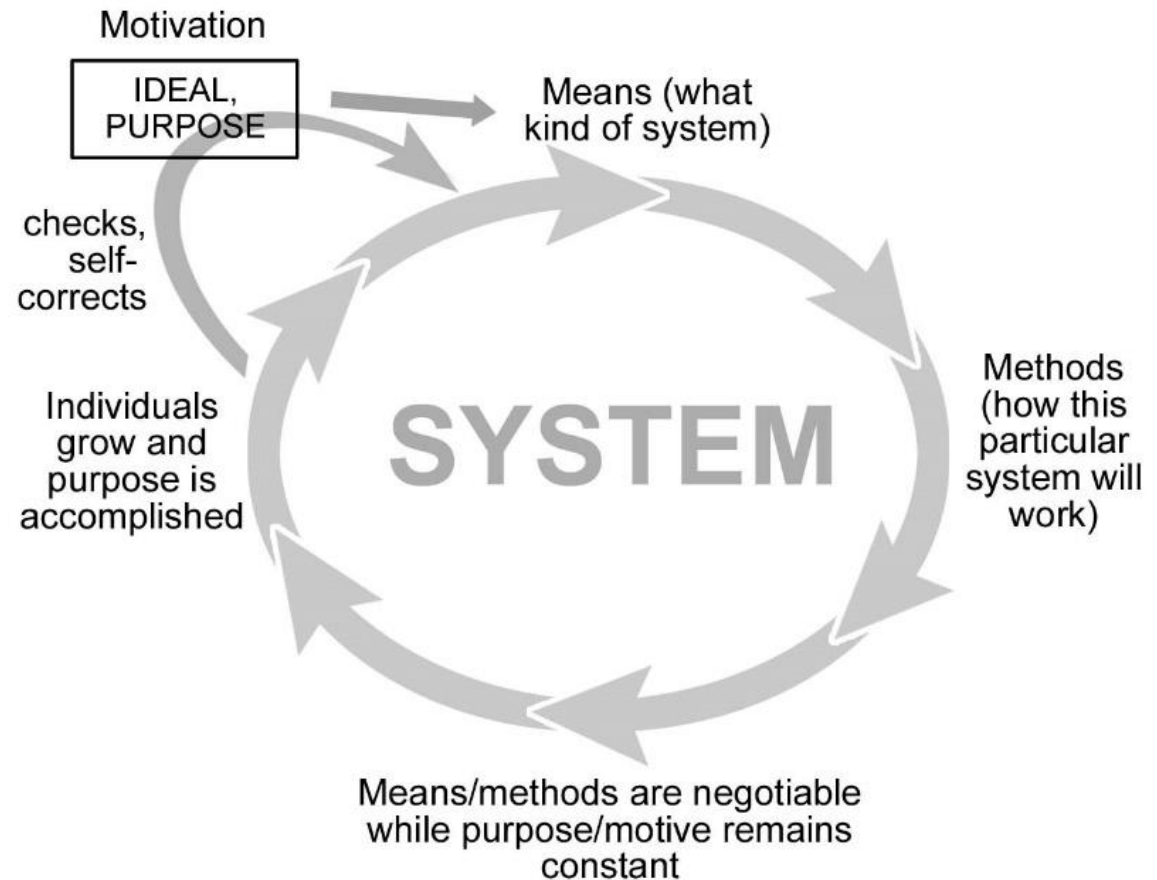 Motivation
IDEAL,
PURPOSE
Means (what
kind of system)
checks,
self-
corrects
Methods
(how this
particular
system will
work)
Individuals
grow and
purpose is
accomplished
SYSTEM
Means/methods are negotiable
while purpose/motive remains
constant